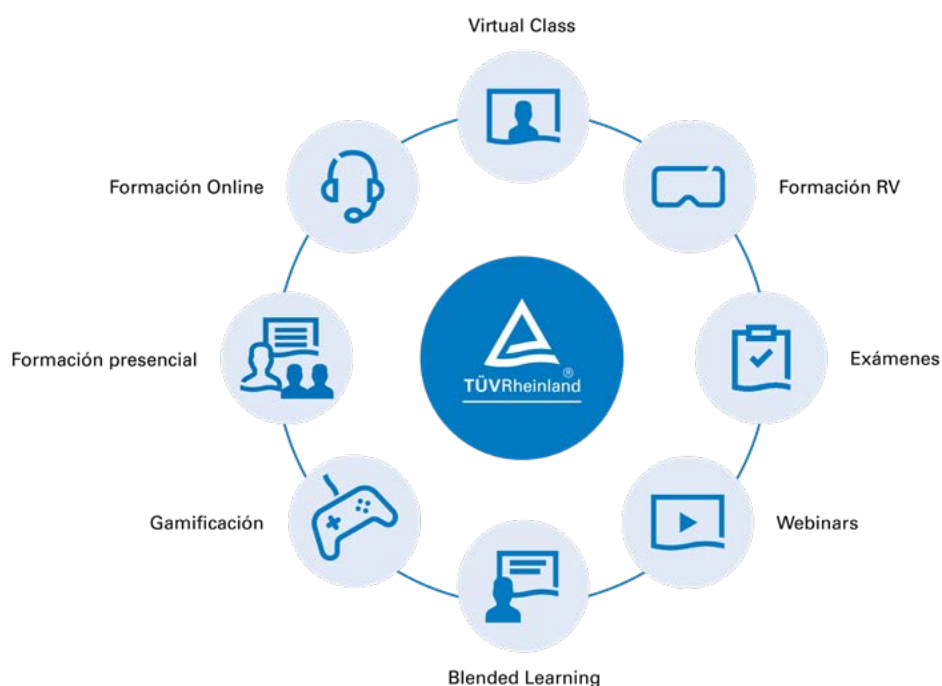 Virtual Class
Formación Online
Formación RV
TÜVRheinland
®
Formación presencial
Exámenes
Gamificación
Webinars
Blended Learning